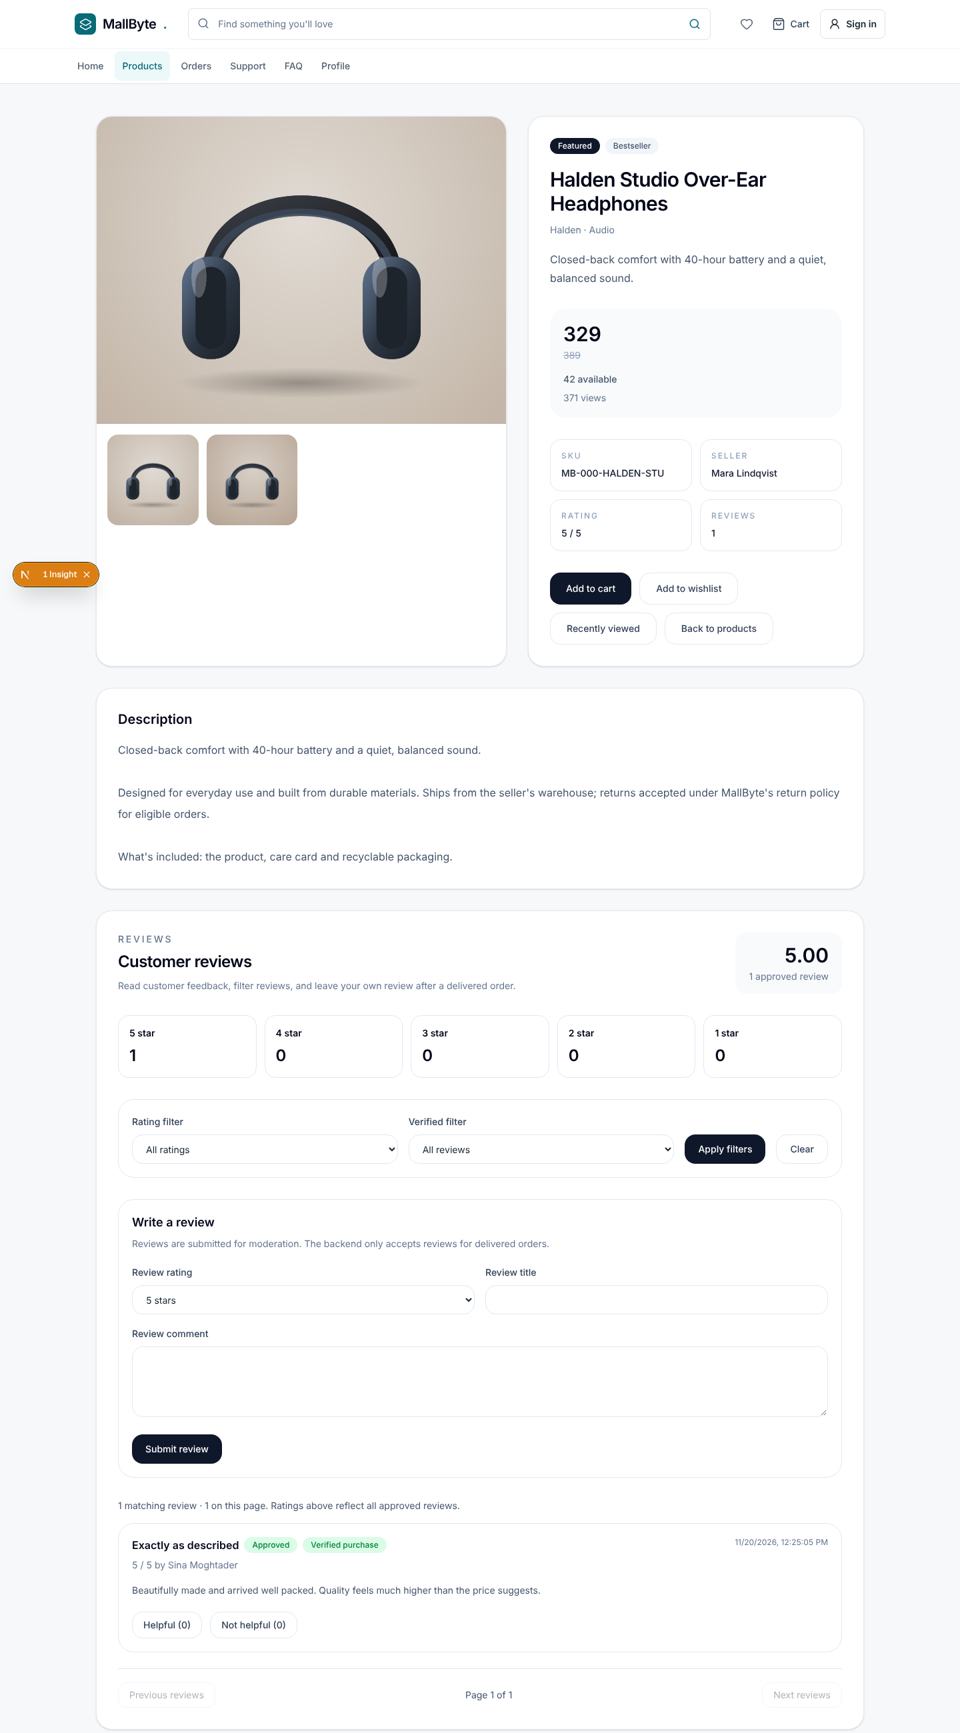 MallByte .
Find something you'll love
Cart
Sign in
Home
Products
Orders
Support
FAQ
Profile
Featured
Bestseller
Halden Studio Over-Ear
Headphones
Halden · Audio
Closed-back comfort with 40-hour battery and a quiet,
balanced sound.
329
389
42 available
371 views
SKU
MB-000-HALDEN-STU
SELLER
Mara Lindqvist
RATING
5 / 5
REVIEWS
1
Add to cart
Add to wishlist
Recently viewed
Back to products
N
1 Insight
Description
Closed-back comfort with 40-hour battery and a quiet, balanced sound.
Designed for everyday use and built from durable materials. Ships from the seller's warehouse; returns accepted under MallByte's return policy
for eligible orders.
What's included: the product, care card and recyclable packaging.
REVIEWS
Customer reviews
Read customer feedback, filter reviews, and leave your own review after a delivered order.
5.00
1 approved review
5 star
1
4 star
0
3 star
0
2 star
0
1 star
0
Rating filter
All ratings
Verified filter
All reviews
Apply filters
Clear
Write a review
Reviews are submitted for moderation. The backend only accepts reviews for delivered orders.
Review rating
5 stars
Review title
Review comment
Submit review
1 matching review · 1 on this page. Ratings above reflect all approved reviews.
Exactly as described
Approved
Verified purchase
11/20/2026, 12:25:05 PM
5 / 5 by Sina Moghtader
Beautifully made and arrived well packed. Quality feels much higher than the price suggests.
Helpful (0)
Not helpful (0)
Previous reviews
Page 1 of 1
Next reviews